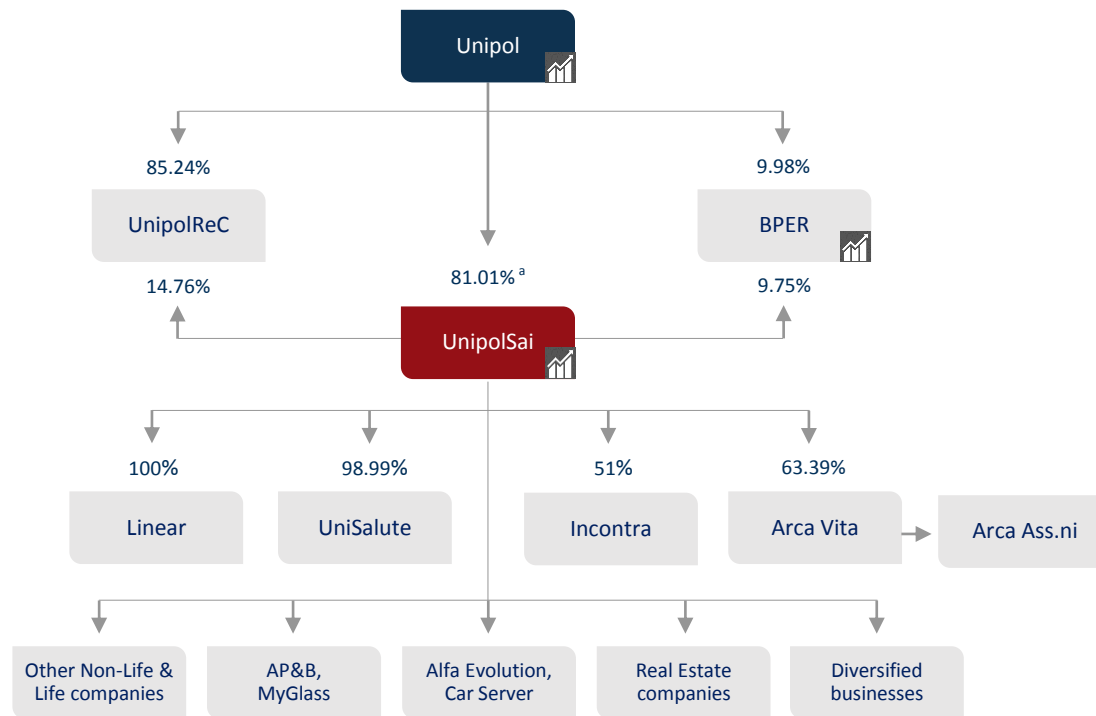 Unipol
85.24%
9.98%
UnipolReC
BPER
14.76%
81.01% a
9.75%
UnipolSai
100%
98.99%
51%
63.39%
Linear
UniSalute
Incontra
Arca Vita
Arca Ass.ni
Other Non-Life &
Life companies
AP&B,
MyGlass
Alfa Evolution,
Car Server
Real Estate
companies
Diversified
businesses